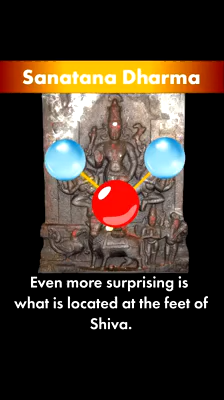 Sanatana Dharma
Even more surprising is
what is located at the feet of
Shiva.